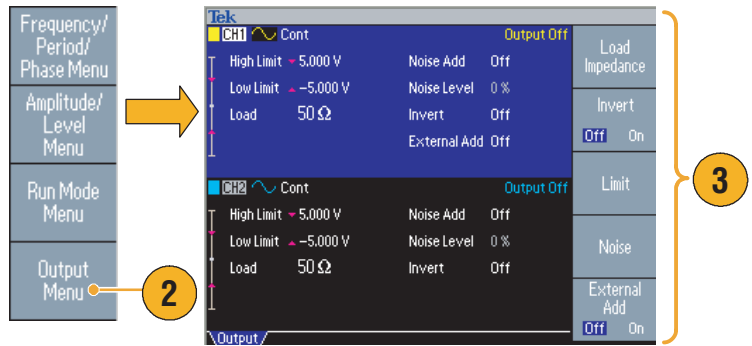 Frequency/
Period/
Phase Menu
Amplitude/
Level
Menu
Run Mode
Menu
Output
Menu
2
Tek
CH1 Cont Output Off
High Limit 5.000 V Noise Add Off
Low Limit −5.000 V Noise Level 0 %
Load 50 Ω Invert Off
External Add Off
CH2 Cont Output Off
High Limit 5.000 V Noise Add Off
Low Limit −5.000 V Noise Level 0 %
Load 50 Ω Invert Off
Output
Load
Impedance
Invert
Off On
Limit
Noise
External
Add
Off On
3